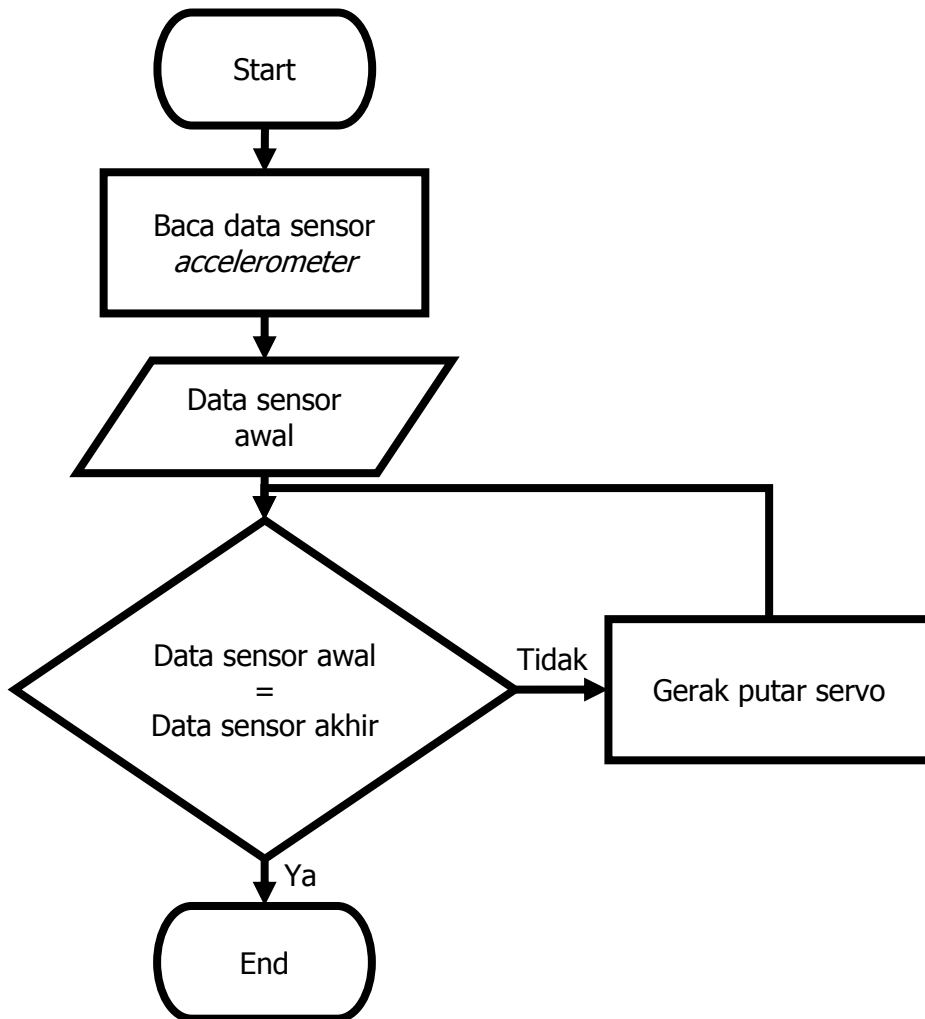 Start
Baca data sensor
accelerometer
Data sensor
awal
Data sensor awal
=
Data sensor akhir
Tidak
Gerak putar servo
Ya
End